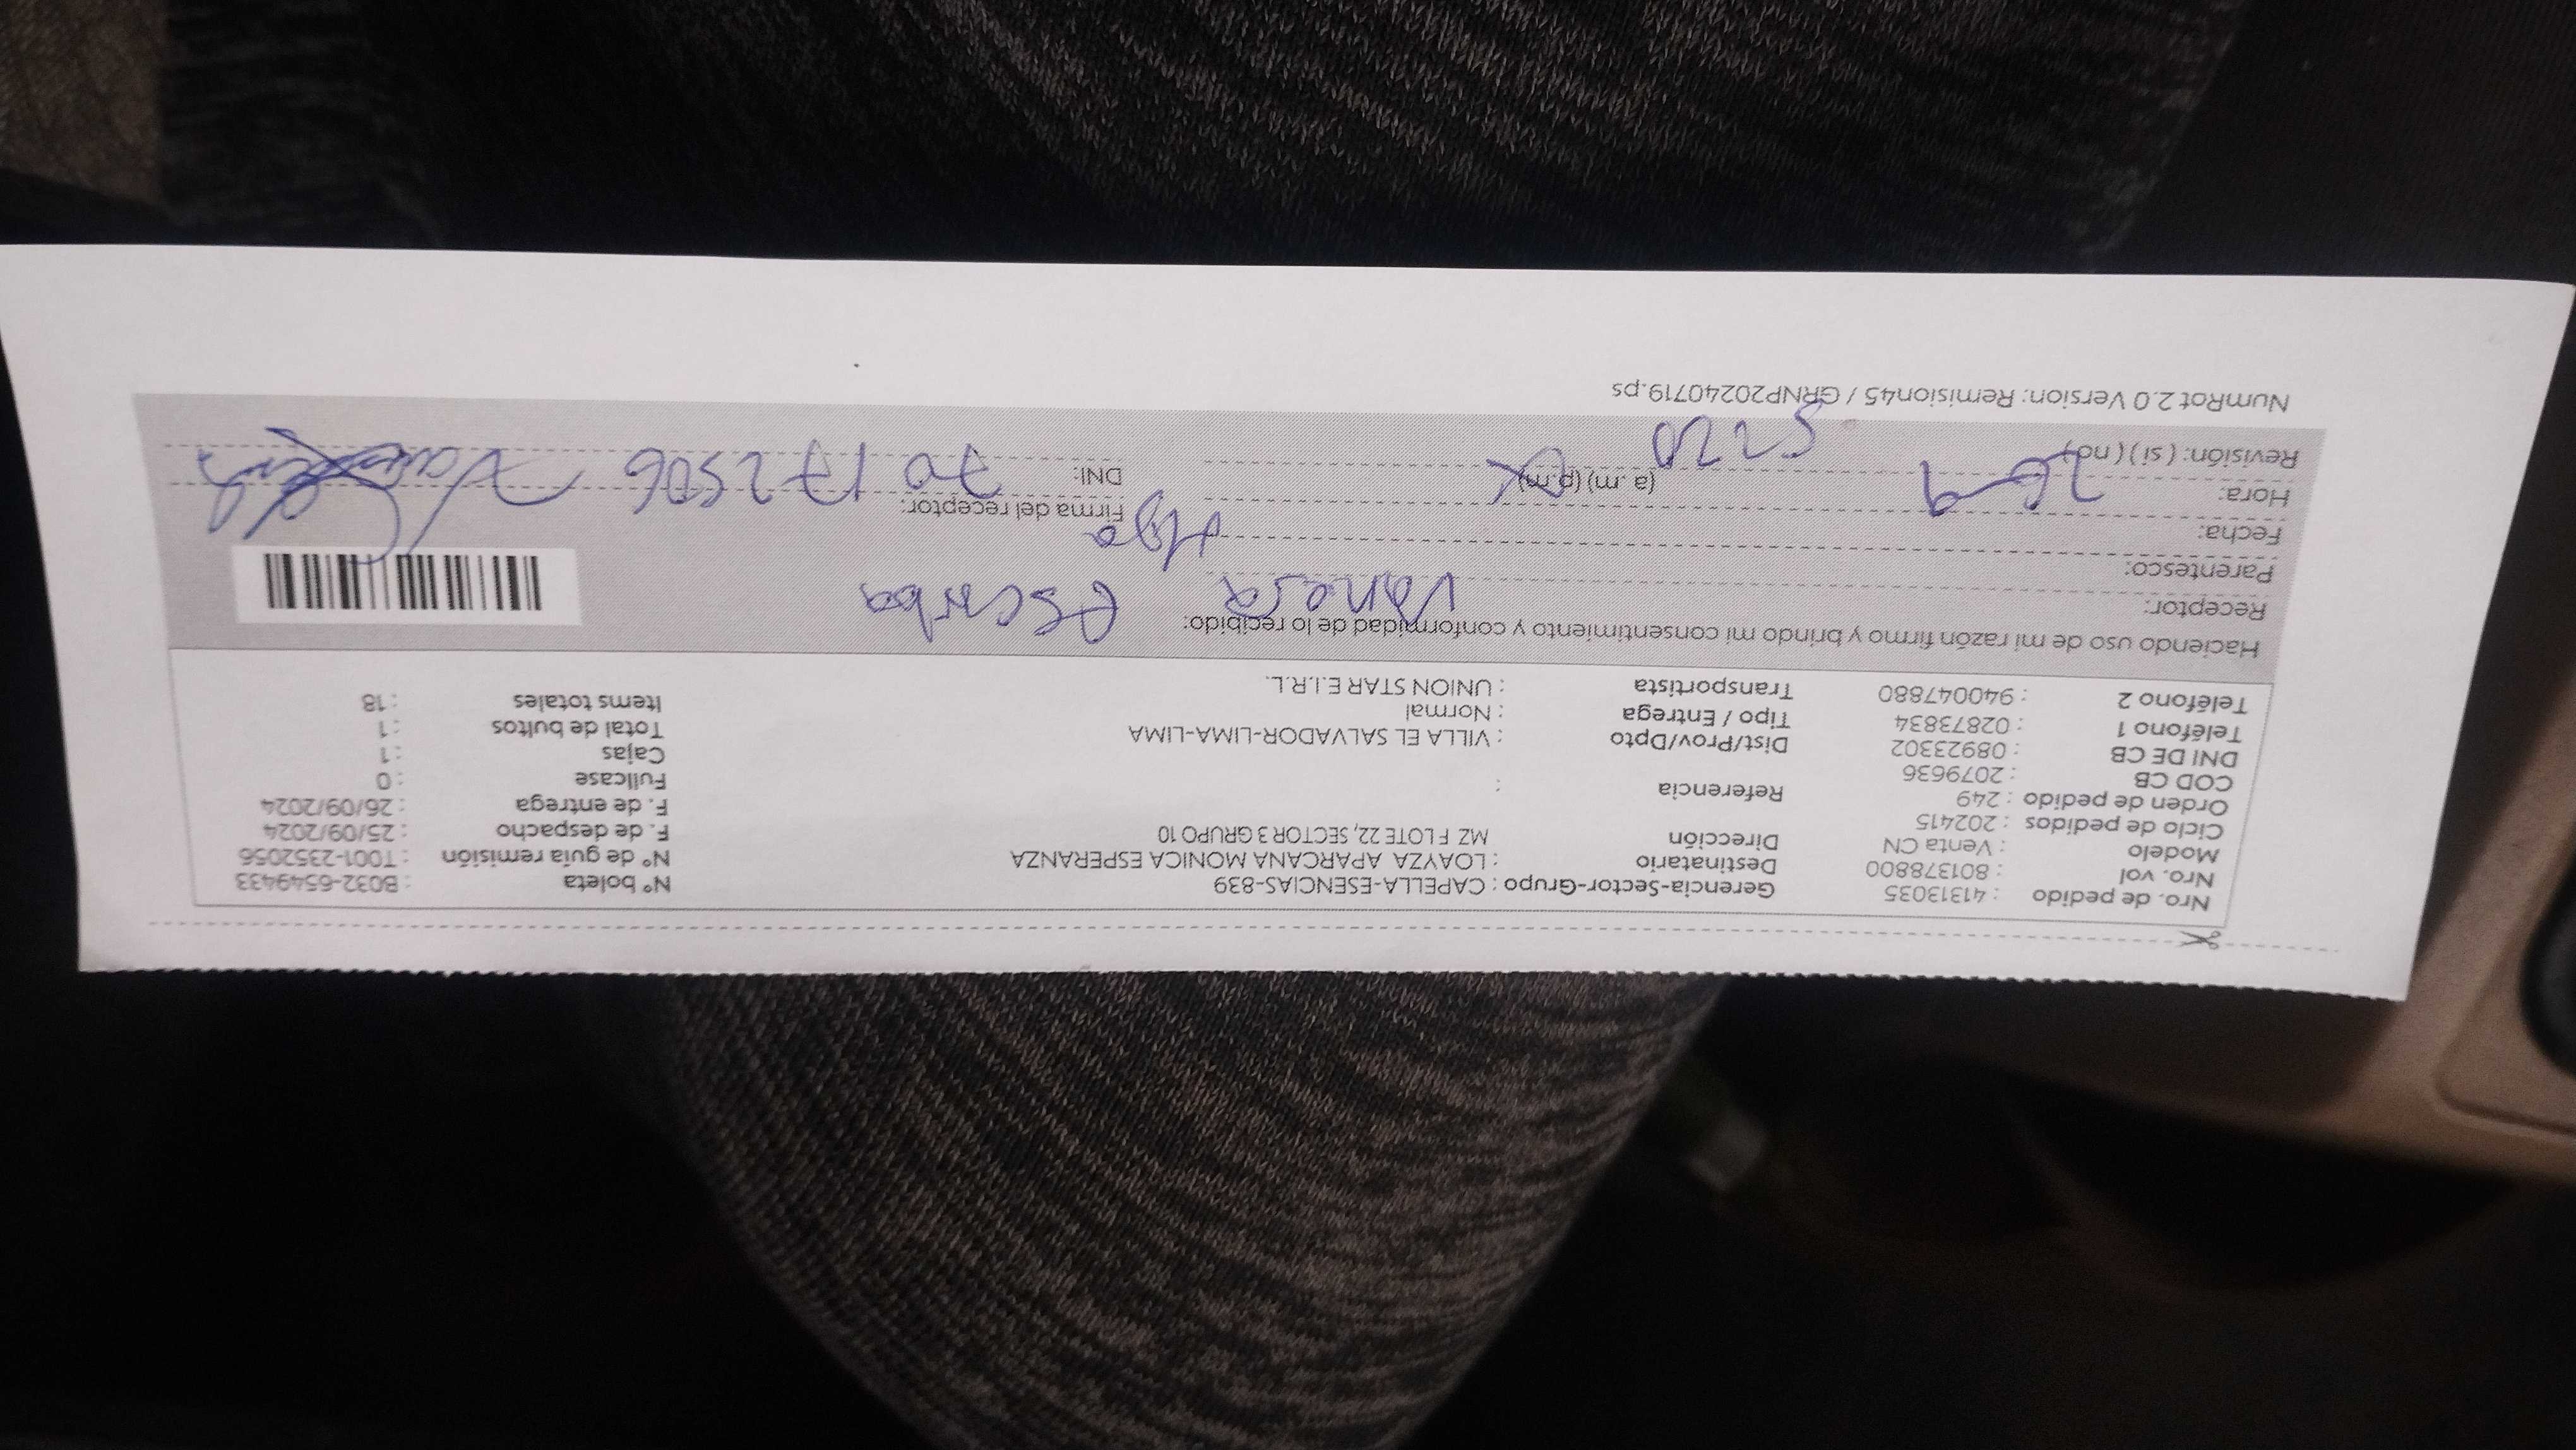 Nro. de pedido : 41313035 Gerencia-Sector-Grupo : CAPELLA-ESENCIAS-839 N° boleta : B032-6549433
Nro. vol : 801378800 Destinatario : LOAYZA APARCANA MONICA ESPERANZA N° de guia remisión : T001-2352056
Modelo : Venta CN Dirección MZ F LOTE 22, SECTOR 3 GRUPO 10 F. de despacho : 25/09/2024
Ciclo de pedidos : 202415 F. de entrega : 26/09/2024
Orden de pedido : 249 Referencia : Fullcase : 0
COD CB : 2079636 Cajas : 1
DNI DE CB : 08923302 Dist/Prov/Dpto : VILLA EL SALVADOR-LIMA-LIMA Total de bultos : 1
Teléfono 1 : 02873834 Tipo / Entrega : Normal Items totales : 18
Teléfono 2 : 940047880 Transportista : UNION STAR E.I.R.L.
Haciendo uso de mi razón firmo y brindo mi consentimiento y conformidad de lo recibido:
Receptor: Vanesa
Parentesco: Hija
Fecha: 26-9 Firma del receptor:
Hora: (a.m) (p.m) DNI: 70172506
Revisión: (si) (no)
NumRot 2.0 Version: Remision45 / GRNP20240719.ps